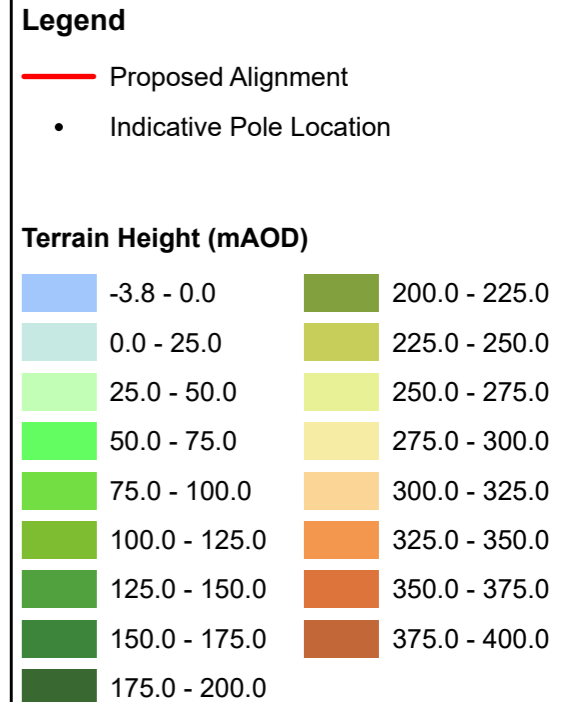 Legend
Proposed Alignment
Indicative Pole Location
Terrain Height (mAOD)
-3.8 - 0.0
0.0 - 25.0
25.0 - 50.0
50.0 - 75.0
75.0 - 100.0
100.0 - 125.0
125.0 - 150.0
150.0 - 175.0
175.0 - 200.0
200.0 - 225.0
225.0 - 250.0
250.0 - 275.0
275.0 - 300.0
300.0 - 325.0
325.0 - 350.0
350.0 - 375.0
375.0 - 400.0